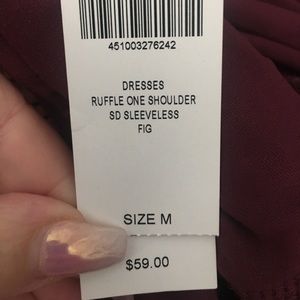 451003276242
DRESSES
RUFFLE ONE SHOULDER
SD SLEEVELESS
FIG
SIZE M
$59.00